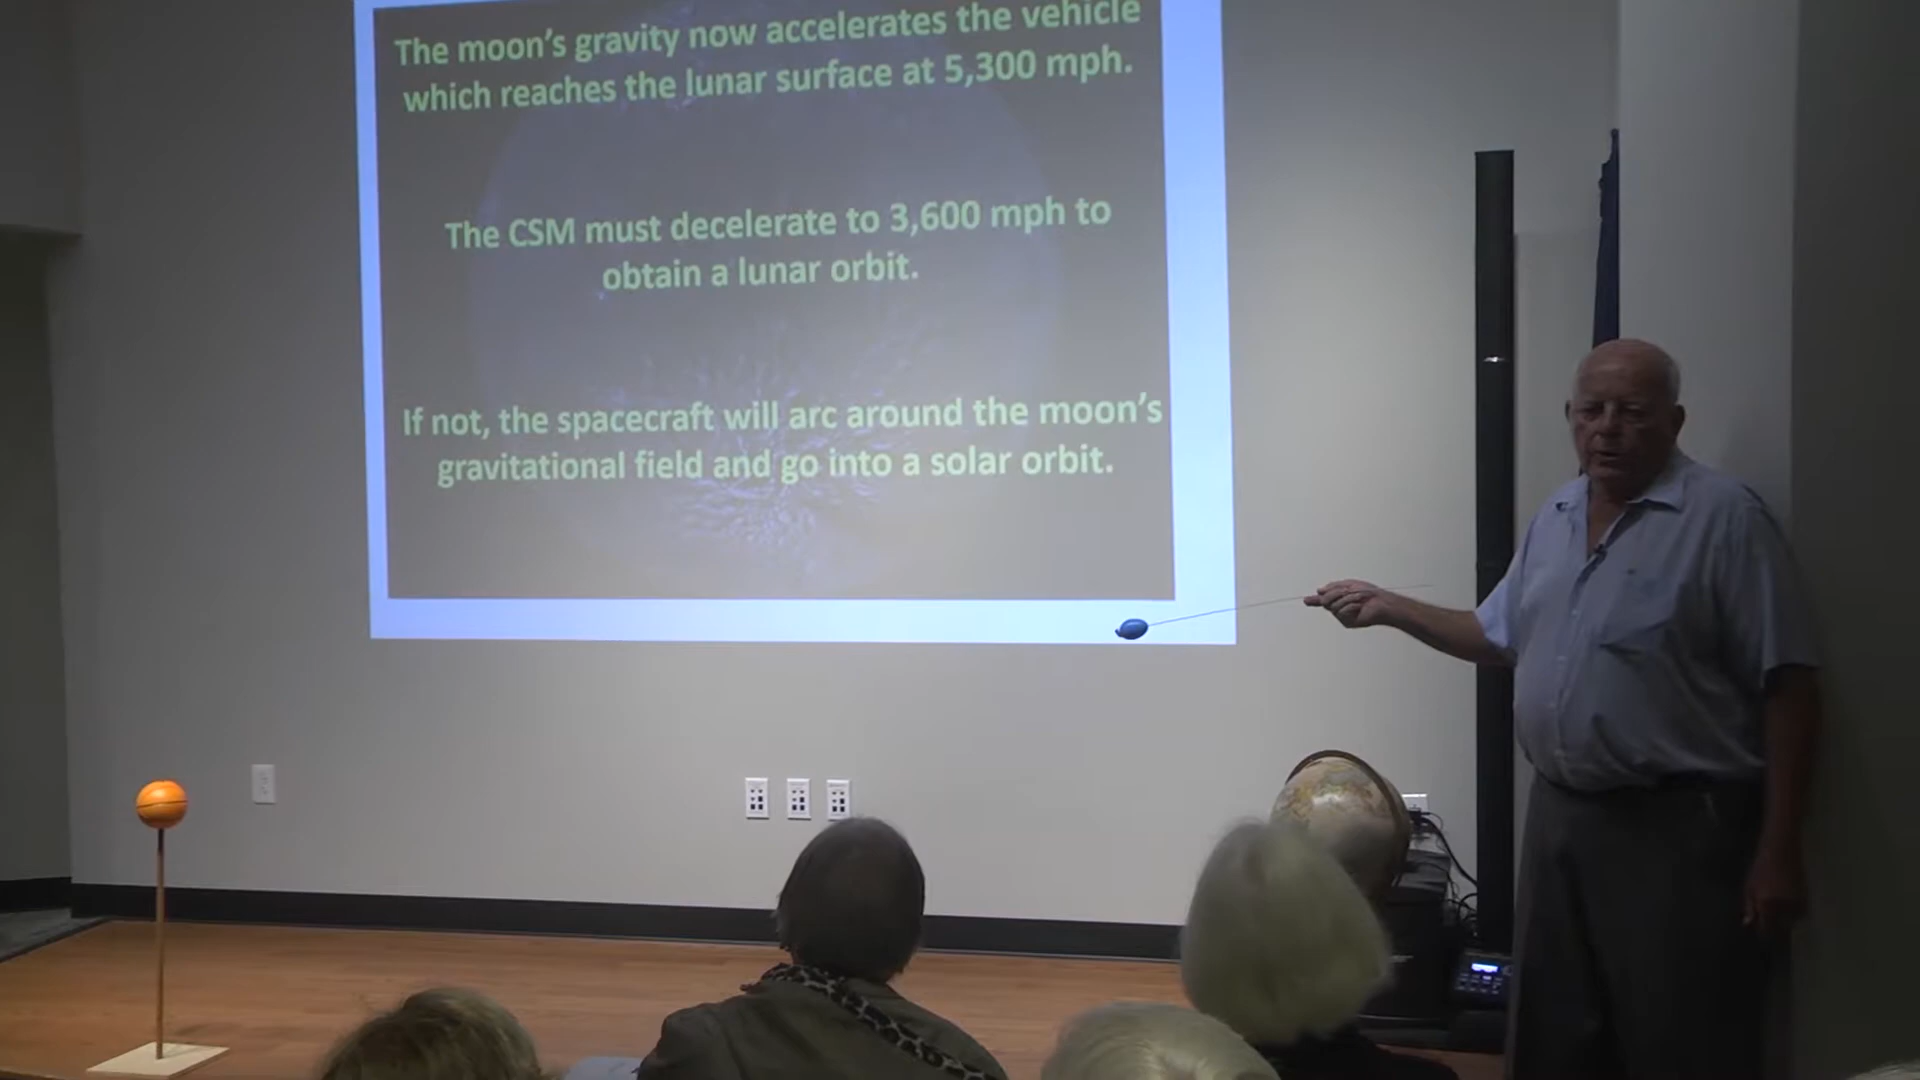 The moon's gravity now accelerates the vehicle
which reaches the lunar surface at 5,300 mph.
The CSM must decelerate to 3,600 mph to
obtain a lunar orbit.
If not, the spacecraft will arc around the moon's
gravitational field and go into a solar orbit.